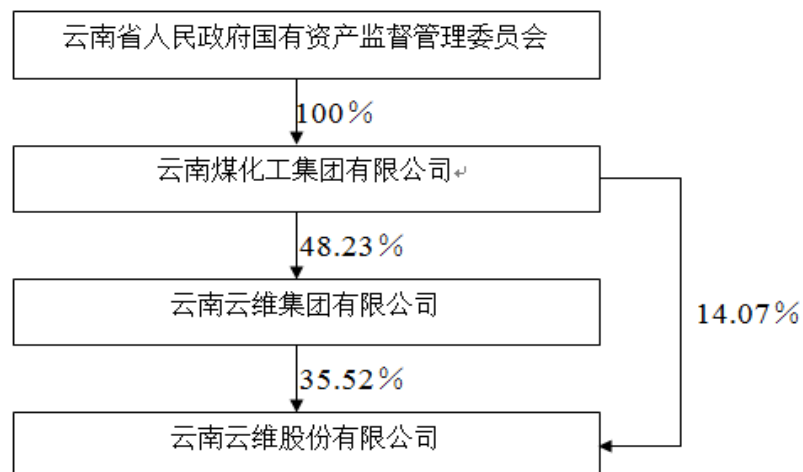 云南省人民政府国有资产监督管理委员会
100％
云南煤化工集团有限公司↵
48.23％
云南云维集团有限公司
14.07％
35.52％
云南云维股份有限公司